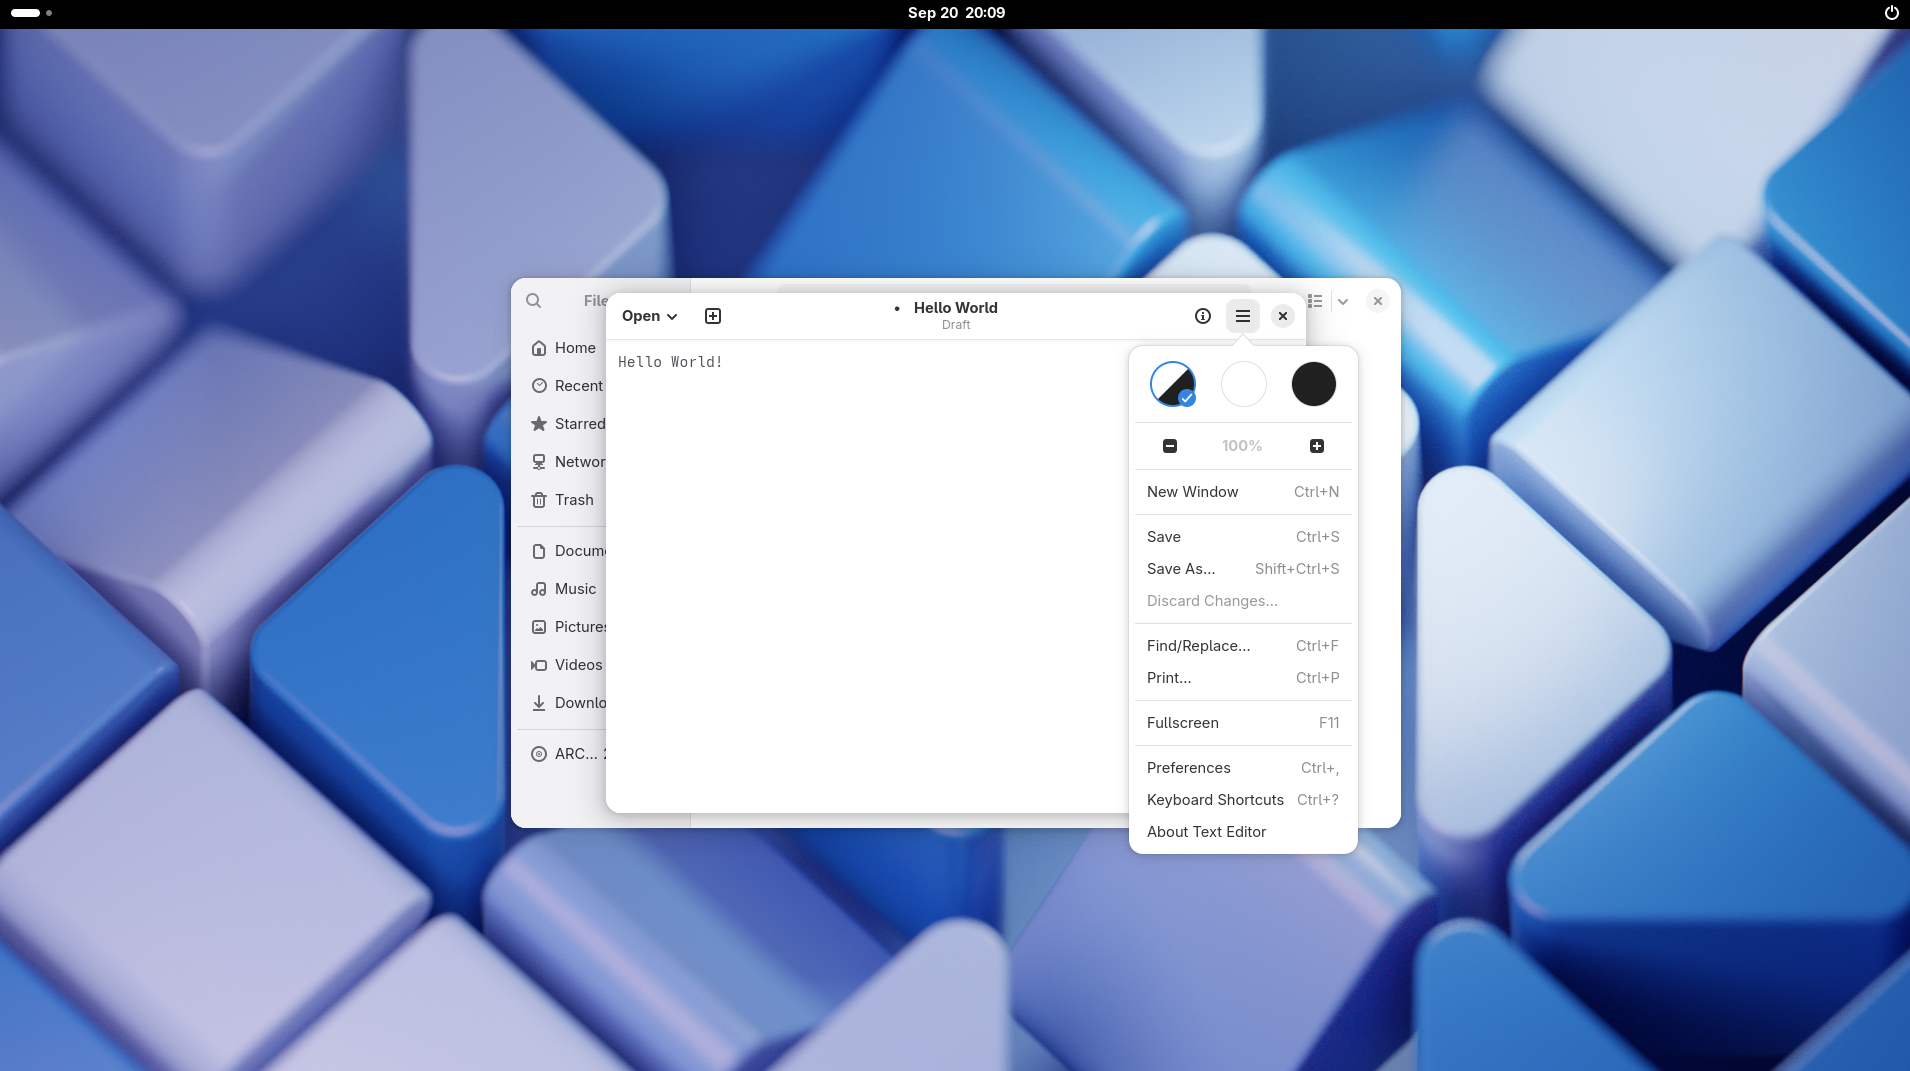 Sep 20 20:09
File
Home
Recent
Starred
Networ
Trash
Docume
Music
Pictures
Videos
Downlo
ARC…
Open
• Hello World
Draft
Hello World!
100%
New Window Ctrl+N
Save Ctrl+S
Save As… Shift+Ctrl+S
Discard Changes…
Find/Replace… Ctrl+F
Print… Ctrl+P
Fullscreen F11
Preferences Ctrl+,
Keyboard Shortcuts Ctrl+?
About Text Editor